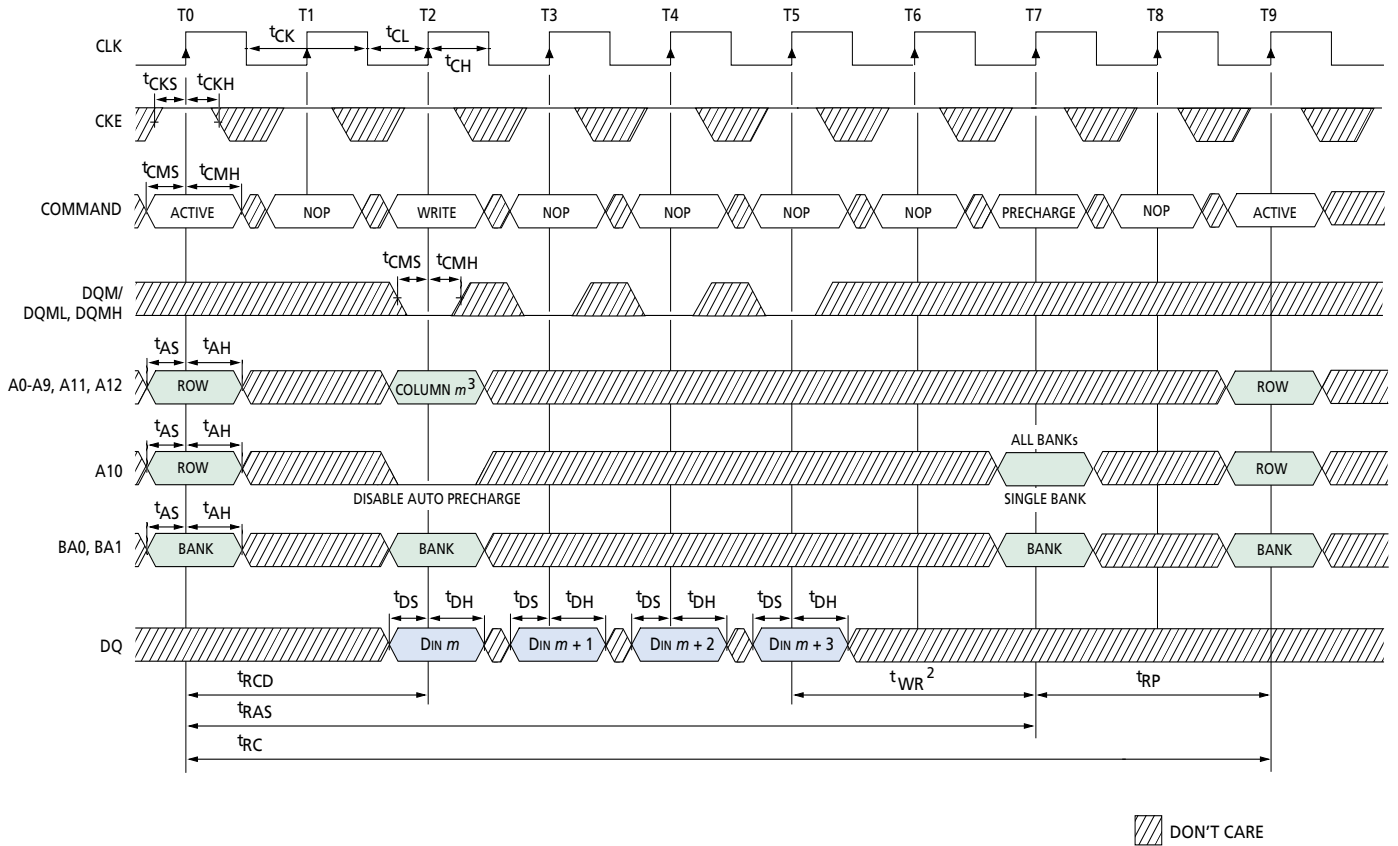 T0 T1 T2 T3 T4 T5 T6 T7 T8 T9
CLK
tCK tCL
tCH
tCKS tCKH
CKE
tCMS tCMH
COMMAND ACTIVE NOP WRITE NOP NOP NOP NOP PRECHARGE NOP ACTIVE
tCMS tCMH
DQM/
DQML, DQMH
tAS tAH
A0-A9, A11, A12 ROW COLUMN m3 ROW
tAS tAH
ALL BANKs
A10 ROW ROW
DISABLE AUTO PRECHARGE SINGLE BANK
tAS tAH
BA0, BA1 BANK BANK BANK BANK
tDS tDH tDS tDH tDS tDH tDS tDH
DQ DIN m DIN m + 1 DIN m + 2 DIN m + 3
tRCD tWR2 tRP
tRAS
tRC
DON'T CARE